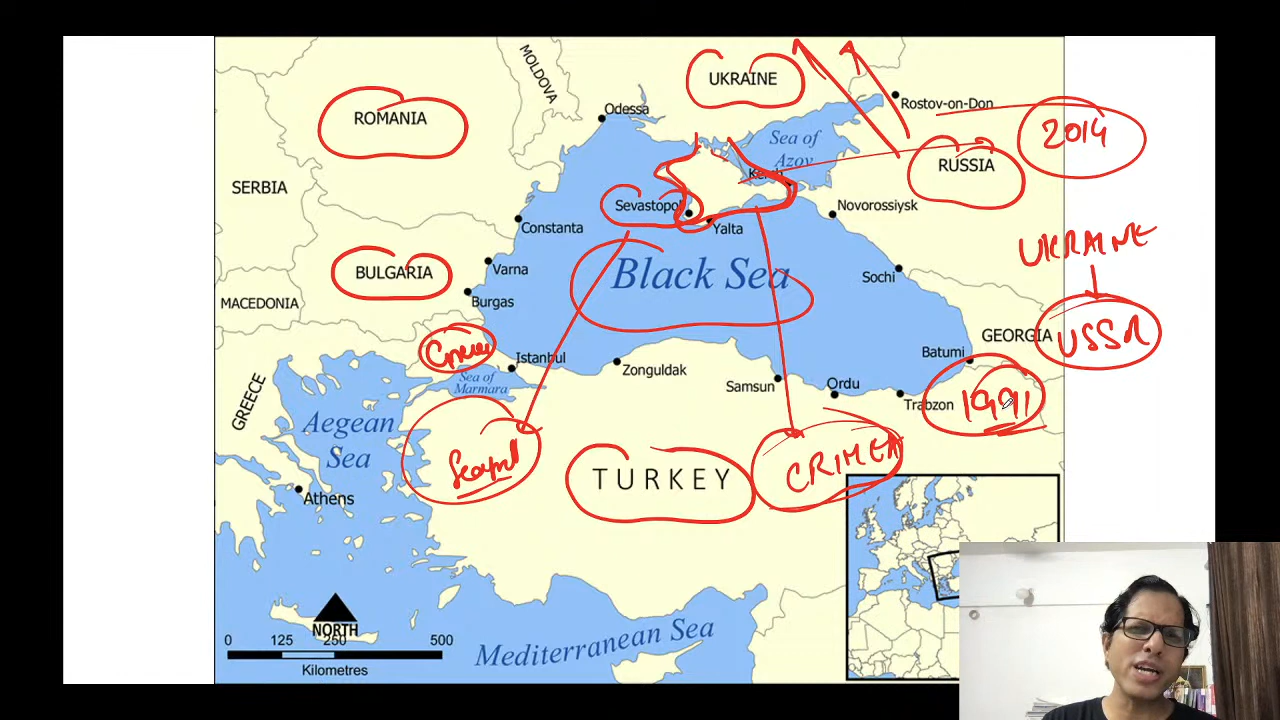 MOLDOVA
UKRAINE
ROMANIA
Odessa
Rostov-on-Don
Sea of
Azov
2014
RUSSIA
SERBIA
Sevastopol
Yalta
Novorossiysk
Constanta
UKRAINE
BULGARIA
Varna
Black Sea
Sochi
MACEDONIA
Burgas
GEORGIA
USSR
Istanbul
Zonguldak
Batumi
Sea of
Marmara
Samsun
Ordu
Trabzon
1991
GREECE
Aegean
Sea
TURKEY
CRIMEA
Athens
NORTH
0 125 250 500
Kilometres
Mediterranean Sea